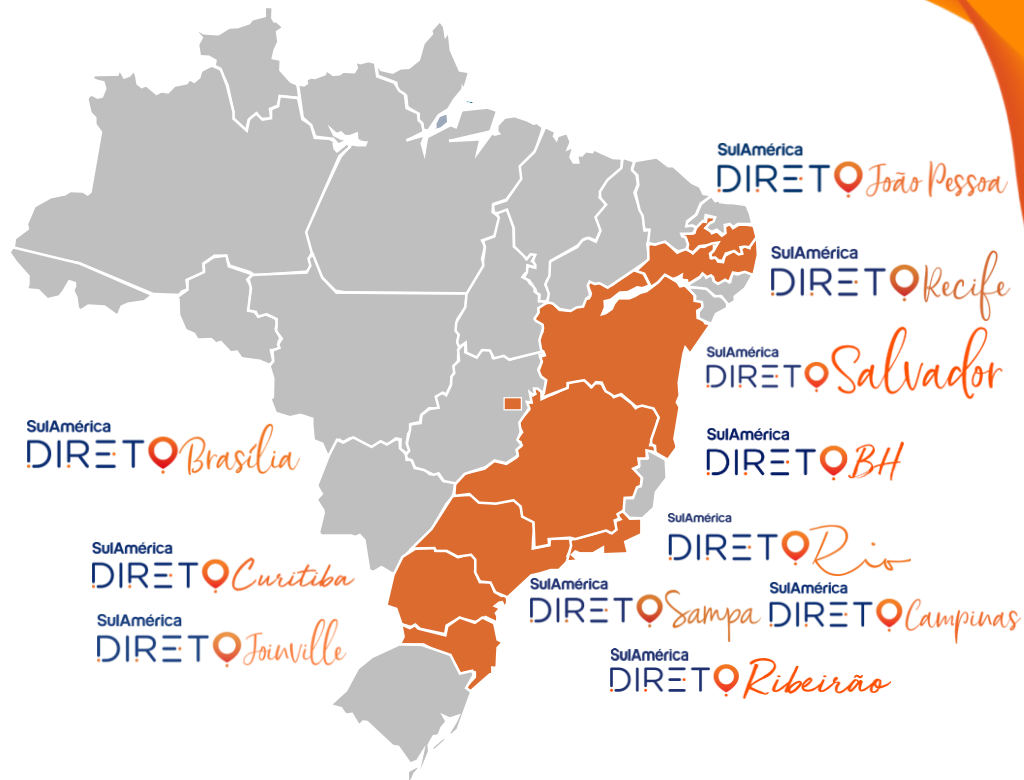 SulAmérica
DIRETO João Pessoa
SulAmérica
DIRETO Recife
SulAmérica
DIRETO Salvador
SulAmérica
DIRETO Brasília
SulAmérica
DIRETO BH
SulAmérica
DIRETO Rio
SulAmérica
DIRETO Curitiba
SulAmérica
DIRETO Sampa
SulAmérica
DIRETO Campinas
SulAmérica
DIRETO Joinville
SulAmérica
DIRETO Ribeirão